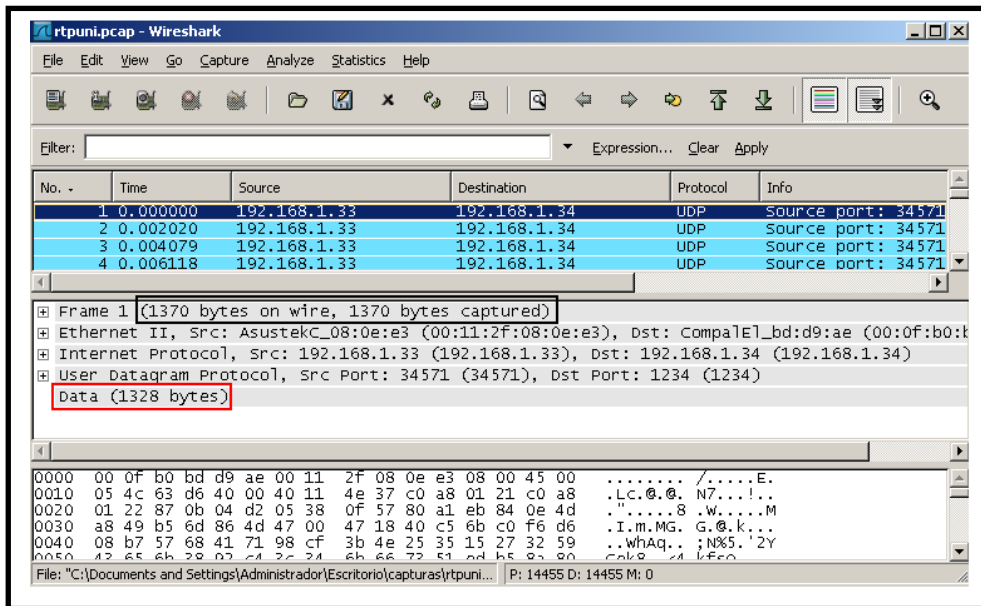 rtpuni.pcap - Wireshark
File Edit View Go Capture Analyze Statistics Help
Filter: Expression... Clear Apply
No. - Time Source Destination Protocol Info
1 0.000000 192.168.1.33 192.168.1.34 UDP Source port: 34571
2 0.002020 192.168.1.33 192.168.1.34 UDP Source port: 34571
3 0.004079 192.168.1.33 192.168.1.34 UDP Source port: 34571
4 0.006118 192.168.1.33 192.168.1.34 UDP Source port: 34571
Frame 1 (1370 bytes on wire, 1370 bytes captured)
Ethernet II, Src: AsustekC_08:0e:e3 (00:11:2f:08:0e:e3), Dst: CompalEl_bd:d9:ae (00:0f:b0:b
Internet Protocol, Src: 192.168.1.33 (192.168.1.33), Dst: 192.168.1.34 (192.168.1.34)
User Datagram Protocol, Src Port: 34571 (34571), Dst Port: 1234 (1234)
Data (1328 bytes)
0000 00 0f b0 bd d9 ae 00 11 2f 08 0e e3 08 00 45 00 ........ /.....E.
0010 05 4c 63 d6 40 00 40 11 4e 37 c0 a8 01 21 c0 a8 .Lc.@.@. N7...!..
0020 01 22 87 0b 04 d2 05 38 0f 57 80 a1 eb 84 0e 4d .".....8 .W.....M
0030 a8 49 b5 6d 86 4d 47 00 47 18 40 c5 6b c0 f6 d6 .I.m.MG. G.@.k...
0040 08 b7 57 68 41 71 98 cf 3b 4e 25 35 15 27 32 59 ..WhAq.. ;N%5.'2Y
0050
File: "C:\Documents and Settings\Administrador\Escritorio\capturas\rtpuni... P: 14455 D: 14455 M: 0